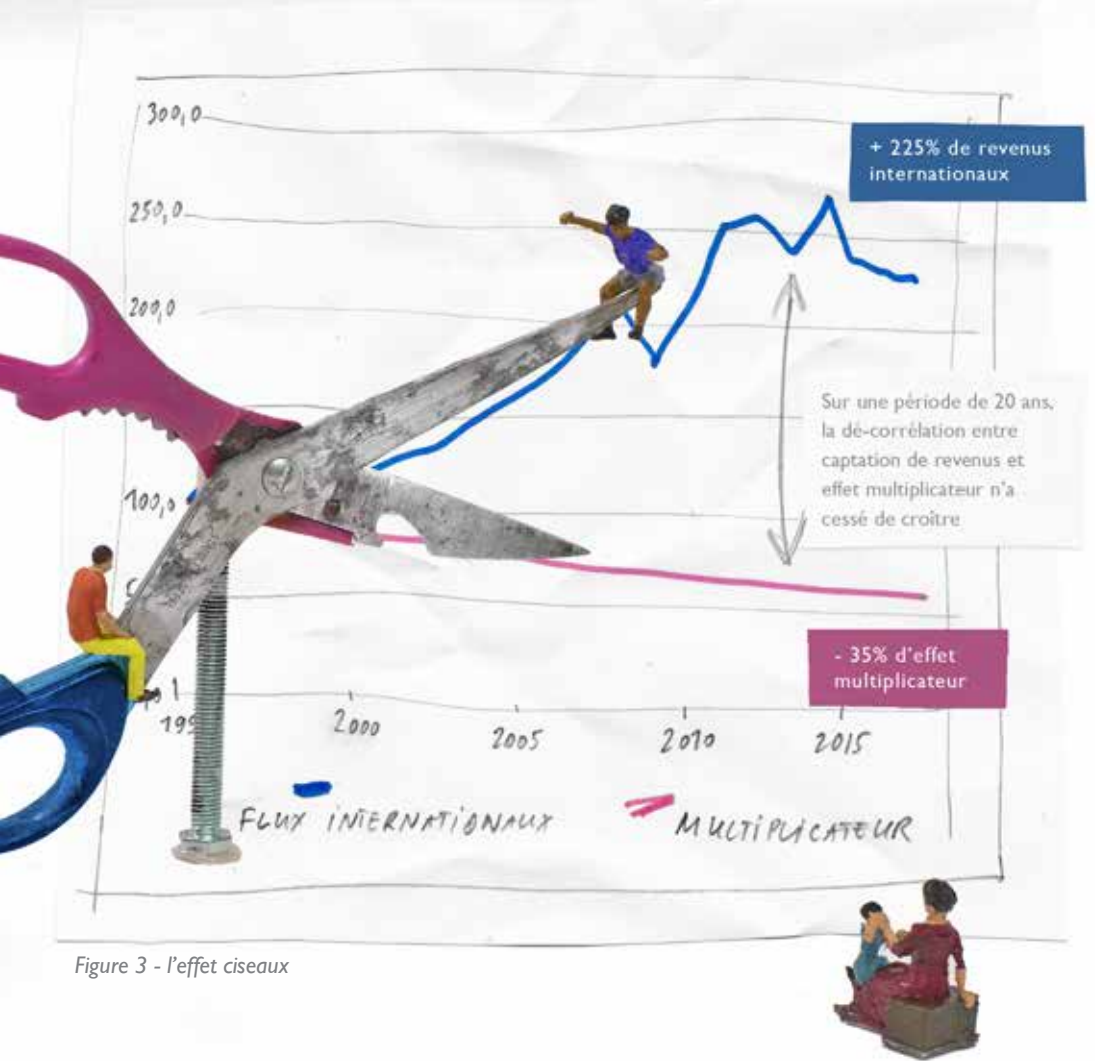 300,0
250,0
200,0
100,0
+ 225% de revenus
internationaux
Sur une période de 20 ans,
la dé-corrélation entre
captation de revenus et
effet multiplicateur n'a
cessé de croître
- 35% d'effet
multiplicateur
2000
2005
2010
2015
FLUX INTERNATIONAUX
MULTIPLICATEUR
Figure 3 - l'effet ciseaux